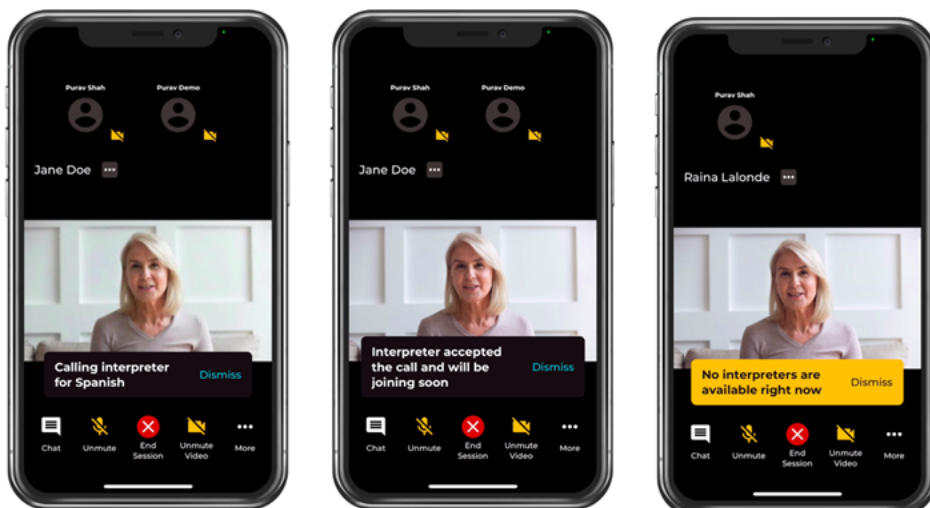 Purav Shah
Purav Demo
Jane Doe
Calling interpreter
for Spanish
Dismiss
Chat
Unmute
End
Session
Unmute
Video
More
Purav Shah
Purav Demo
Jane Doe
Interpreter accepted
the call and will be
joining soon
Dismiss
Chat
Unmute
End
Session
Unmute
Video
More
Purav Shah
Raina Lalonde
No interpreters are
available right now
Dismiss
Chat
Unmute
End
Session
Unmute
Video
More